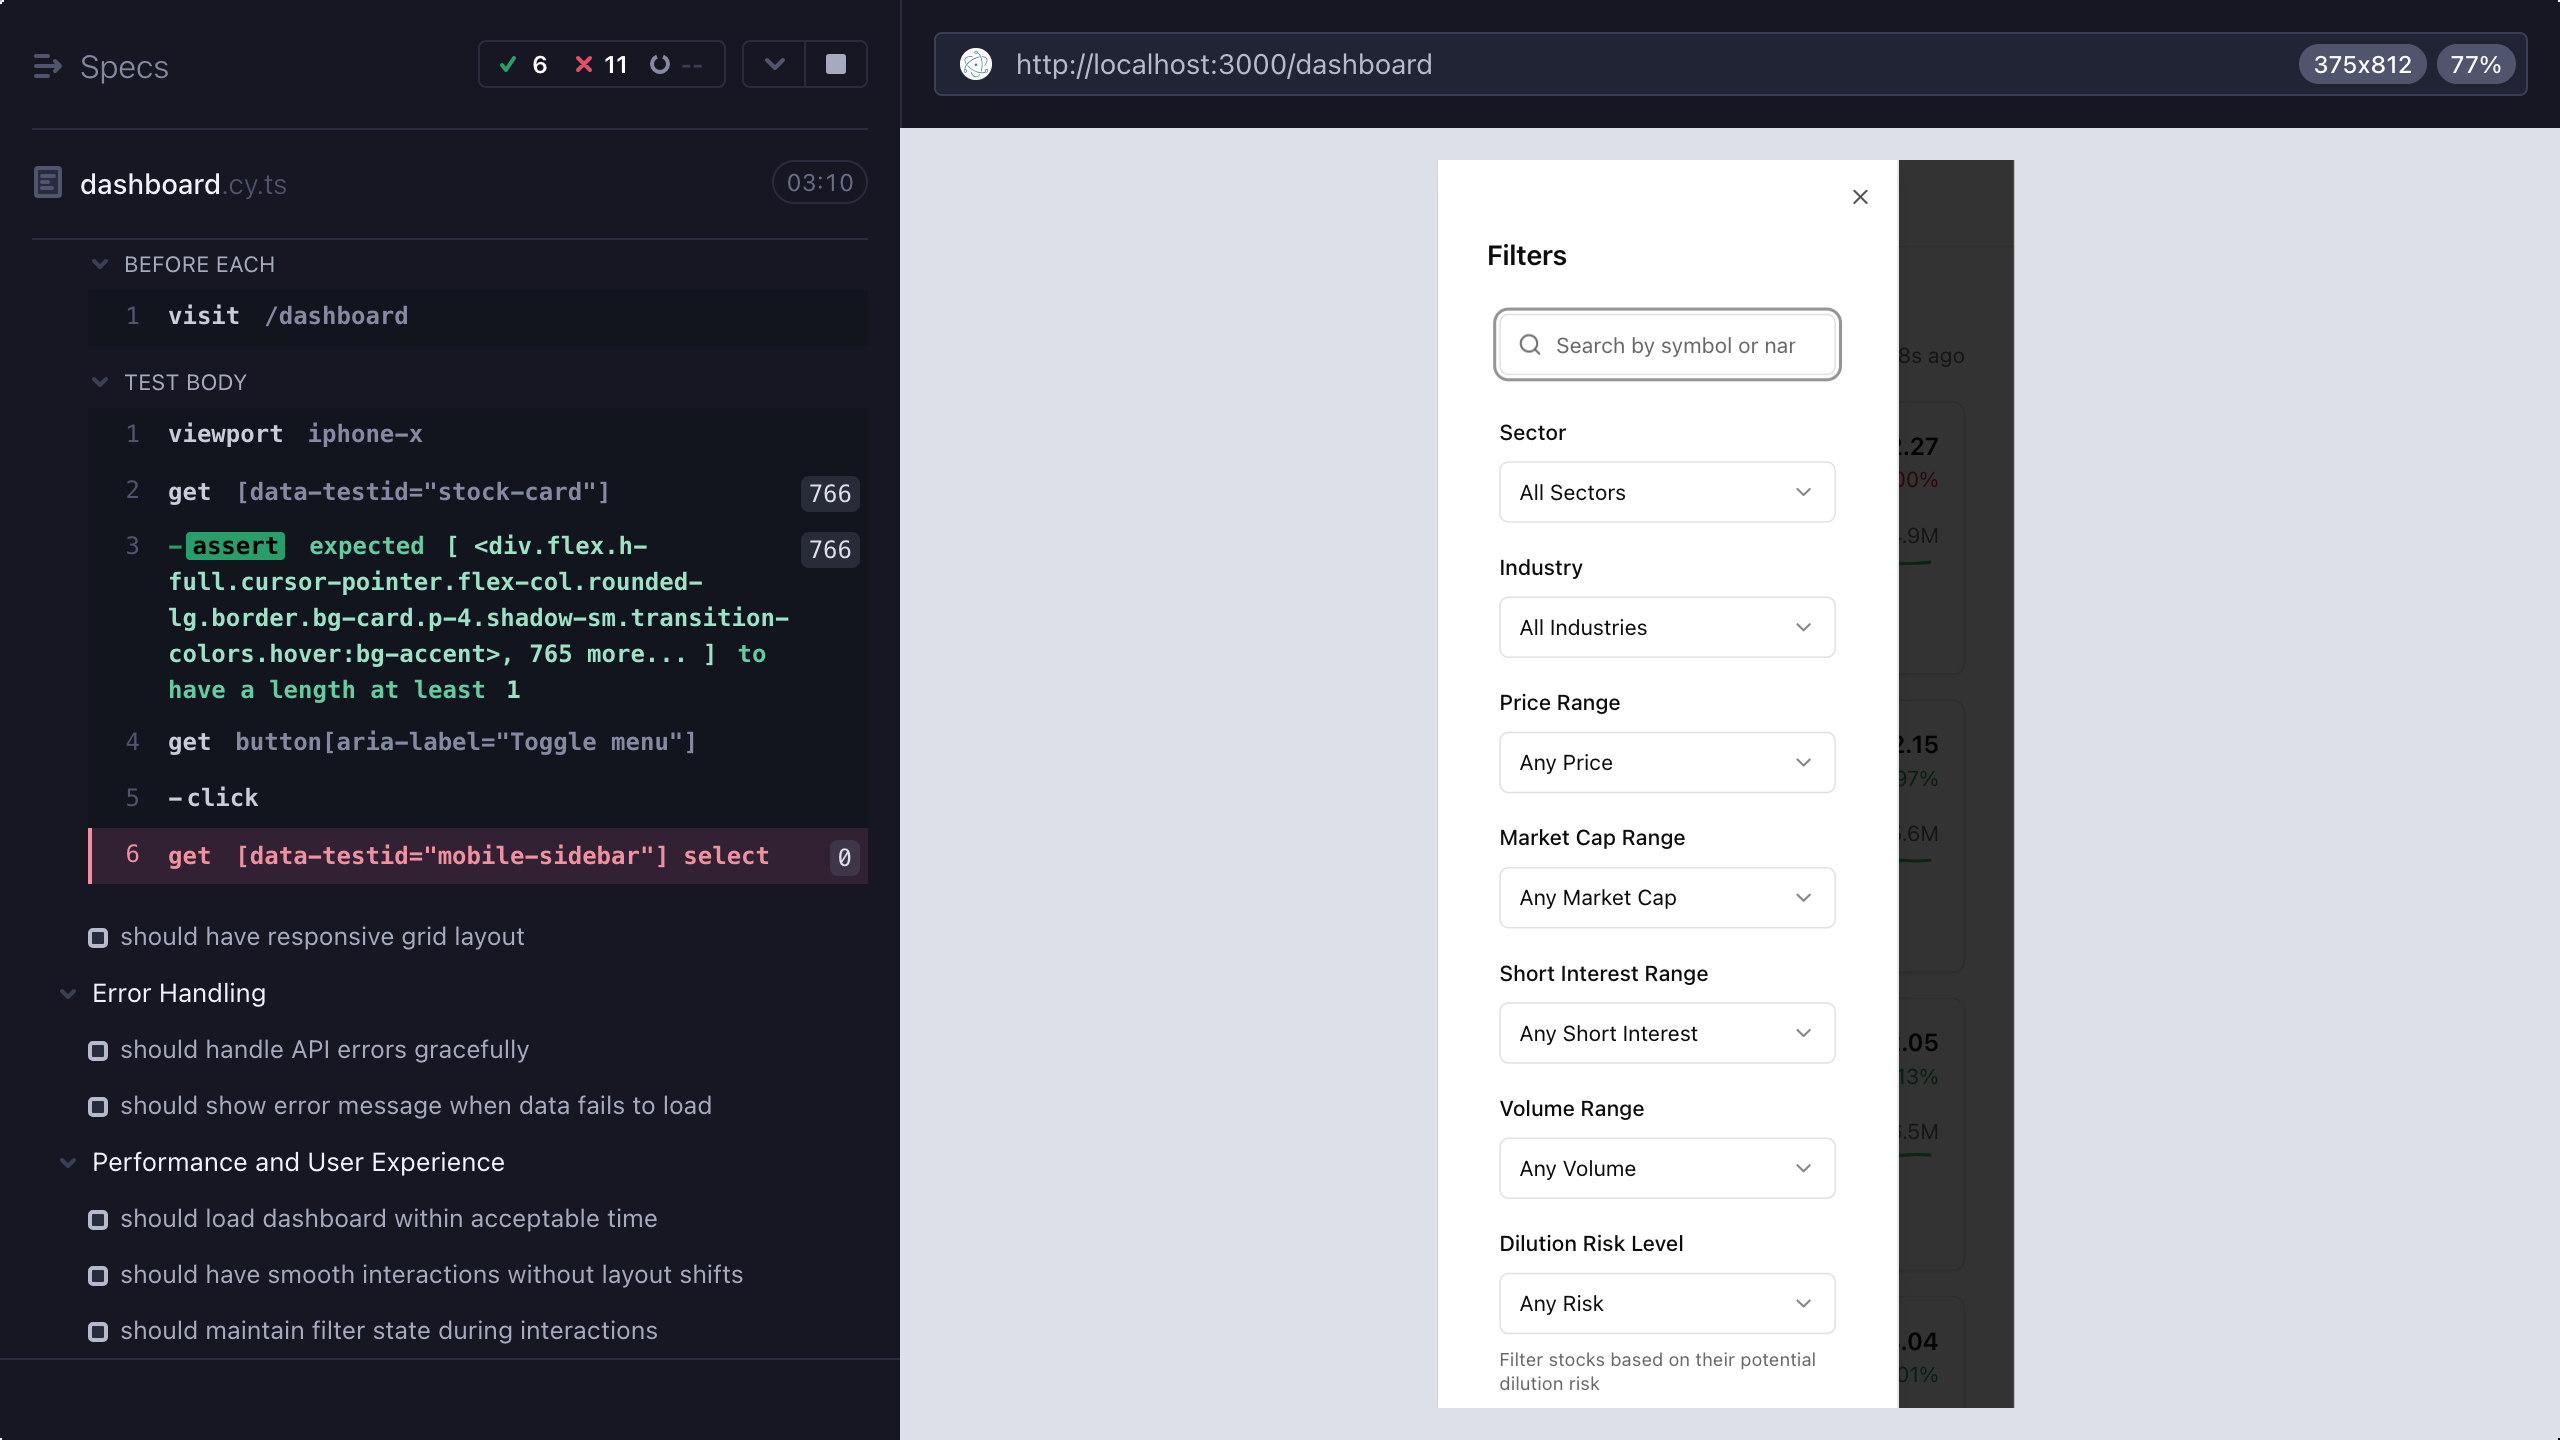 Specs
6 11 --
dashboard.cy.ts
03:10
BEFORE EACH
1 visit /dashboard
TEST BODY
1 viewport iphone-x
2 get [data-testid="stock-card"] 766
3 -assert expected [ <div.flex.h- 766
full.cursor-pointer.flex-col.rounded-
lg.border.bg-card.p-4.shadow-sm.transition-
colors.hover:bg-accent>, 765 more... ] to
have a length at least 1
4 get button[aria-label="Toggle menu"]
5 -click
6 get [data-testid="mobile-sidebar"] select 0
should have responsive grid layout
Error Handling
should handle API errors gracefully
should show error message when data fails to load
Performance and User Experience
should load dashboard within acceptable time
should have smooth interactions without layout shifts
should maintain filter state during interactions
http://localhost:3000/dashboard
375x812
77%
Filters
Search by symbol or nar
Sector
All Sectors
Industry
All Industries
Price Range
Any Price
Market Cap Range
Any Market Cap
Short Interest Range
Any Short Interest
Volume Range
Any Volume
Dilution Risk Level
Any Risk
Filter stocks based on their potential
dilution risk
8s ago
.27
00%
.9M
2.15
97%
.6M
.05
13%
.5M
.04
01%